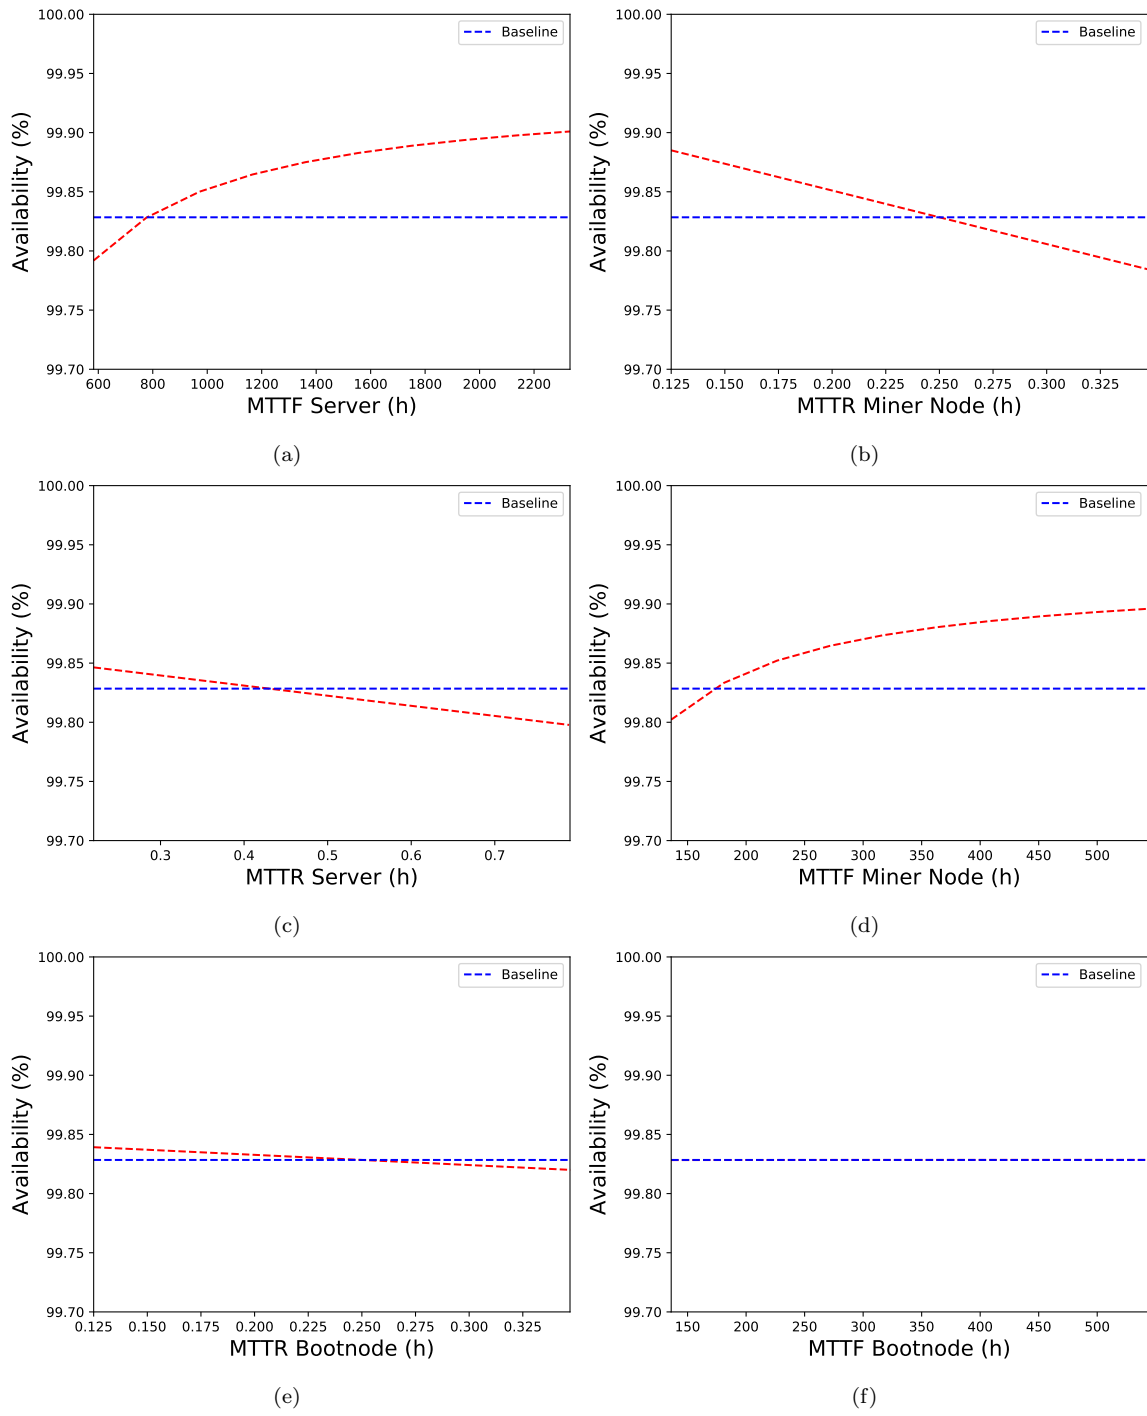 100.00
99.95
99.90
99.85
99.80
99.75
99.70
Availability (%)
Baseline
600 800 1000 1200 1400 1600 1800 2000 2200
MTTF Server (h)
(a)
100.00
99.95
99.90
99.85
99.80
99.75
99.70
Availability (%)
Baseline
0.125 0.150 0.175 0.200 0.225 0.250 0.275 0.300 0.325
MTTR Miner Node (h)
(b)
100.00
99.95
99.90
99.85
99.80
99.75
99.70
Availability (%)
Baseline
0.3 0.4 0.5 0.6 0.7
MTTR Server (h)
(c)
100.00
99.95
99.90
99.85
99.80
99.75
99.70
Availability (%)
Baseline
150 200 250 300 350 400 450 500
MTTF Miner Node (h)
(d)
100.00
99.95
99.90
99.85
99.80
99.75
99.70
Availability (%)
Baseline
0.125 0.150 0.175 0.200 0.225 0.250 0.275 0.300 0.325
MTTR Bootnode (h)
(e)
100.00
99.95
99.90
99.85
99.80
99.75
99.70
Availability (%)
Baseline
150 200 250 300 350 400 450 500
MTTF Bootnode (h)
(f)